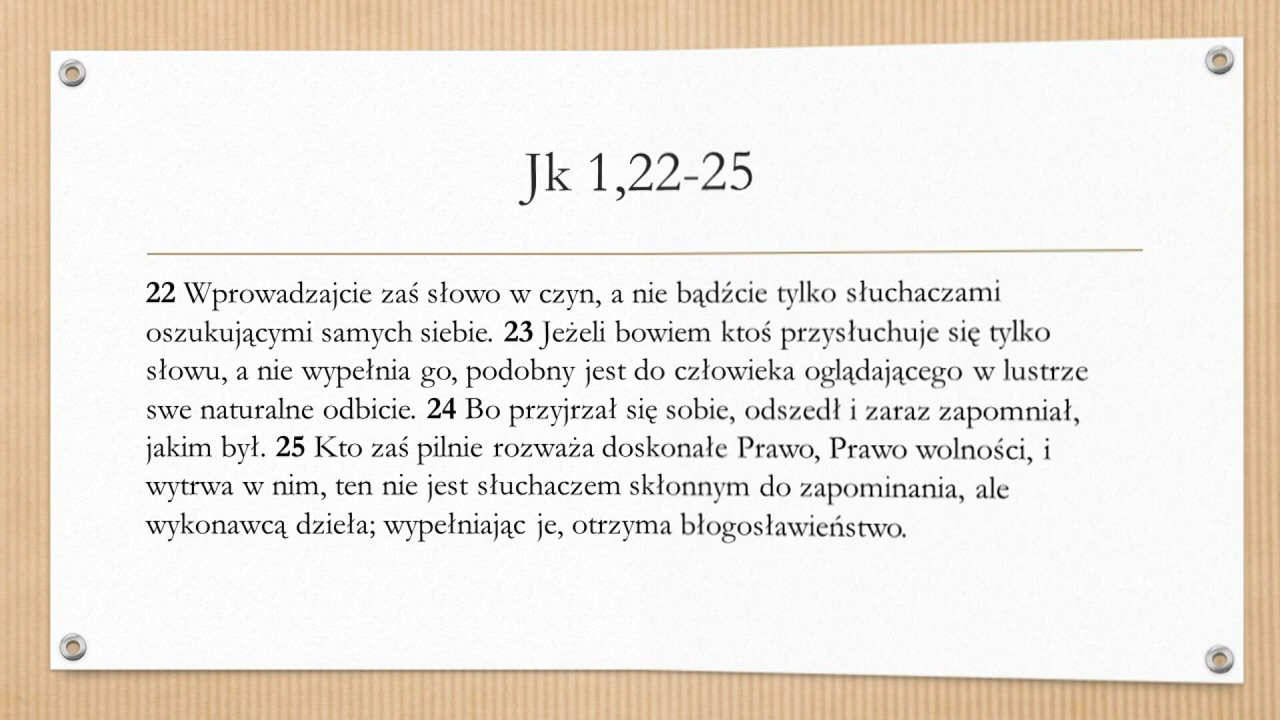 Jk 1,22-25
22 Wprowadzajcie zaś słowo w czyn, a nie bądźcie tylko słuchaczami
oszukującymi samych siebie. 23 Jeżeli bowiem ktoś przysłuchuje się tylko
słowu, a nie wypełnia go, podobny jest do człowieka oglądającego w lustrze
swe naturalne odbicie. 24 Bo przyjrzał się sobie, odszedł i zaraz zapomniał,
jakim był. 25 Kto zaś pilnie rozważa doskonałe Prawo, Prawo wolności, i
wytrwa w nim, ten nie jest słuchaczem skłonnym do zapominania, ale
wykonawcą dzieła; wypełniając je, otrzyma błogosławieństwo.